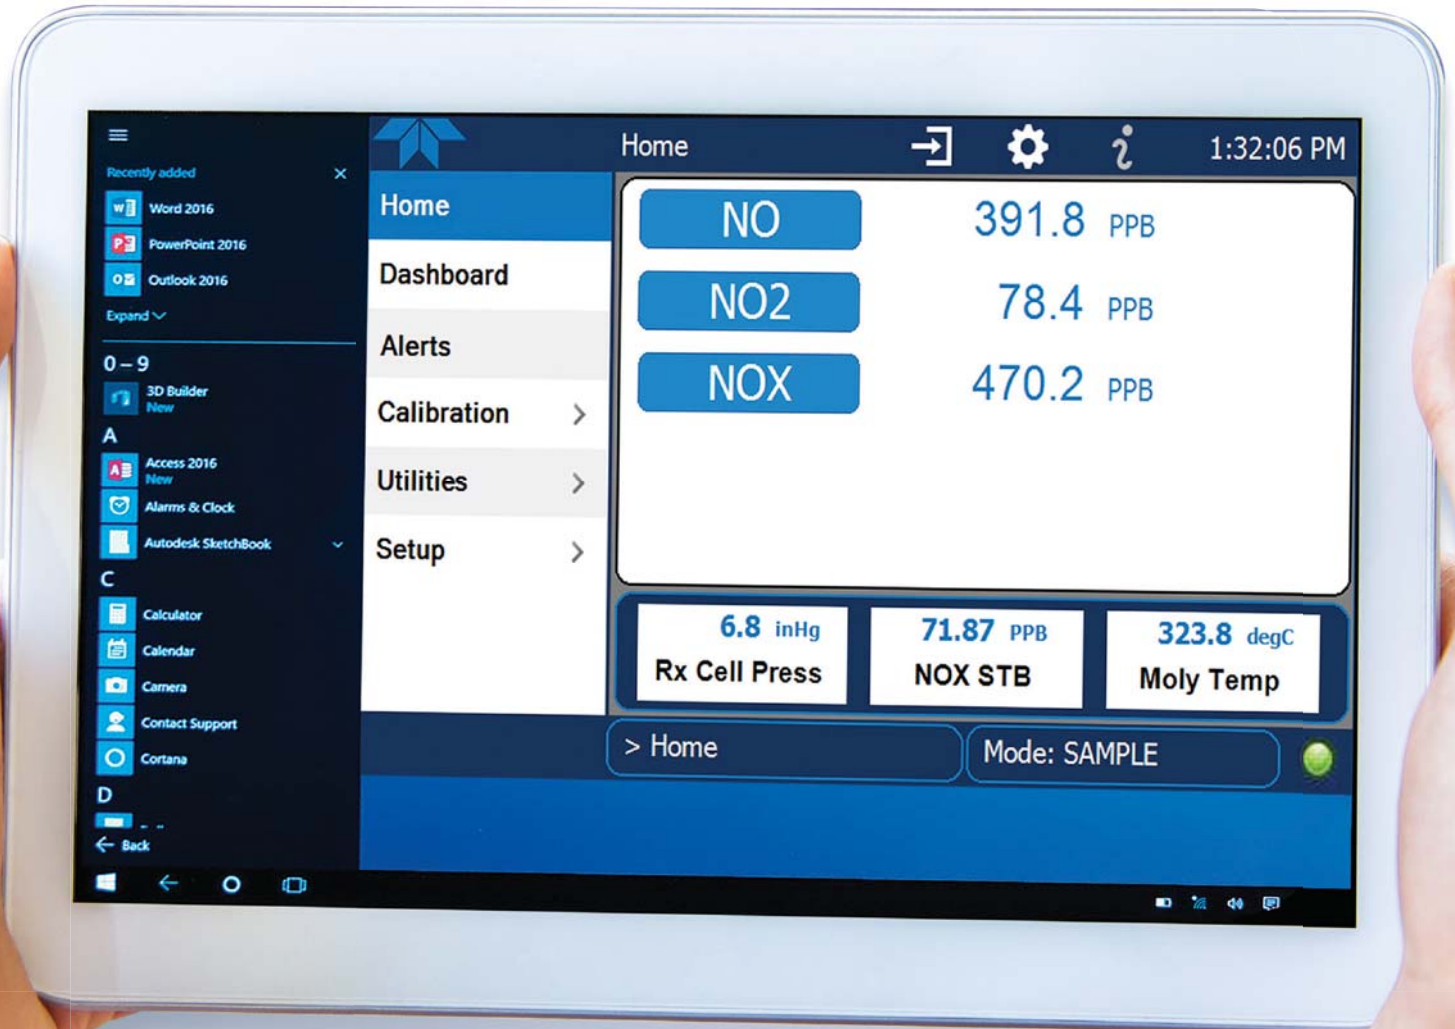 Recently added
Word 2016
PowerPoint 2016
Outlook 2016
Expand
0 – 9
3D Builder
New
A
Access 2016
New
Alarms & Clock
Autodesk SketchBook
C
Calculator
Calendar
Camera
Contact Support
Cortana
D
Back
Home
Dashboard
Alerts
Calibration
Utilities
Setup
Home 1:32:06 PM
NO 391.8 PPB
NO2 78.4 PPB
NOX 470.2 PPB
6.8 inHg
Rx Cell Press
71.87 PPB
NOX STB
323.8 degC
Moly Temp
> Home
Mode: SAMPLE